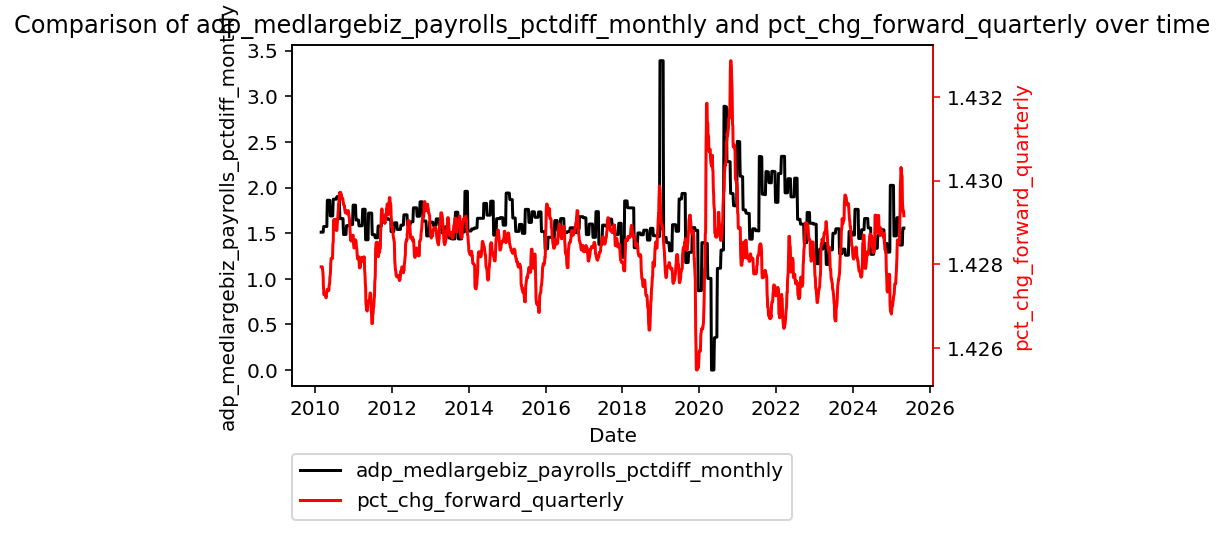 Comparison of adp_medlargebiz_payrolls_pctdiff_monthly and pct_chg_forward_quarterly over time
adp_medlargebiz_payrolls_pctdiff_monthly
3.5
3.0
2.5
2.0
1.5
1.0
0.5
0.0
1.432
1.430
1.428
1.426
pct_chg_forward_quarterly
2010 2012 2014 2016 2018 2020 2022 2024 2026
Date
adp_medlargebiz_payrolls_pctdiff_monthly
pct_chg_forward_quarterly